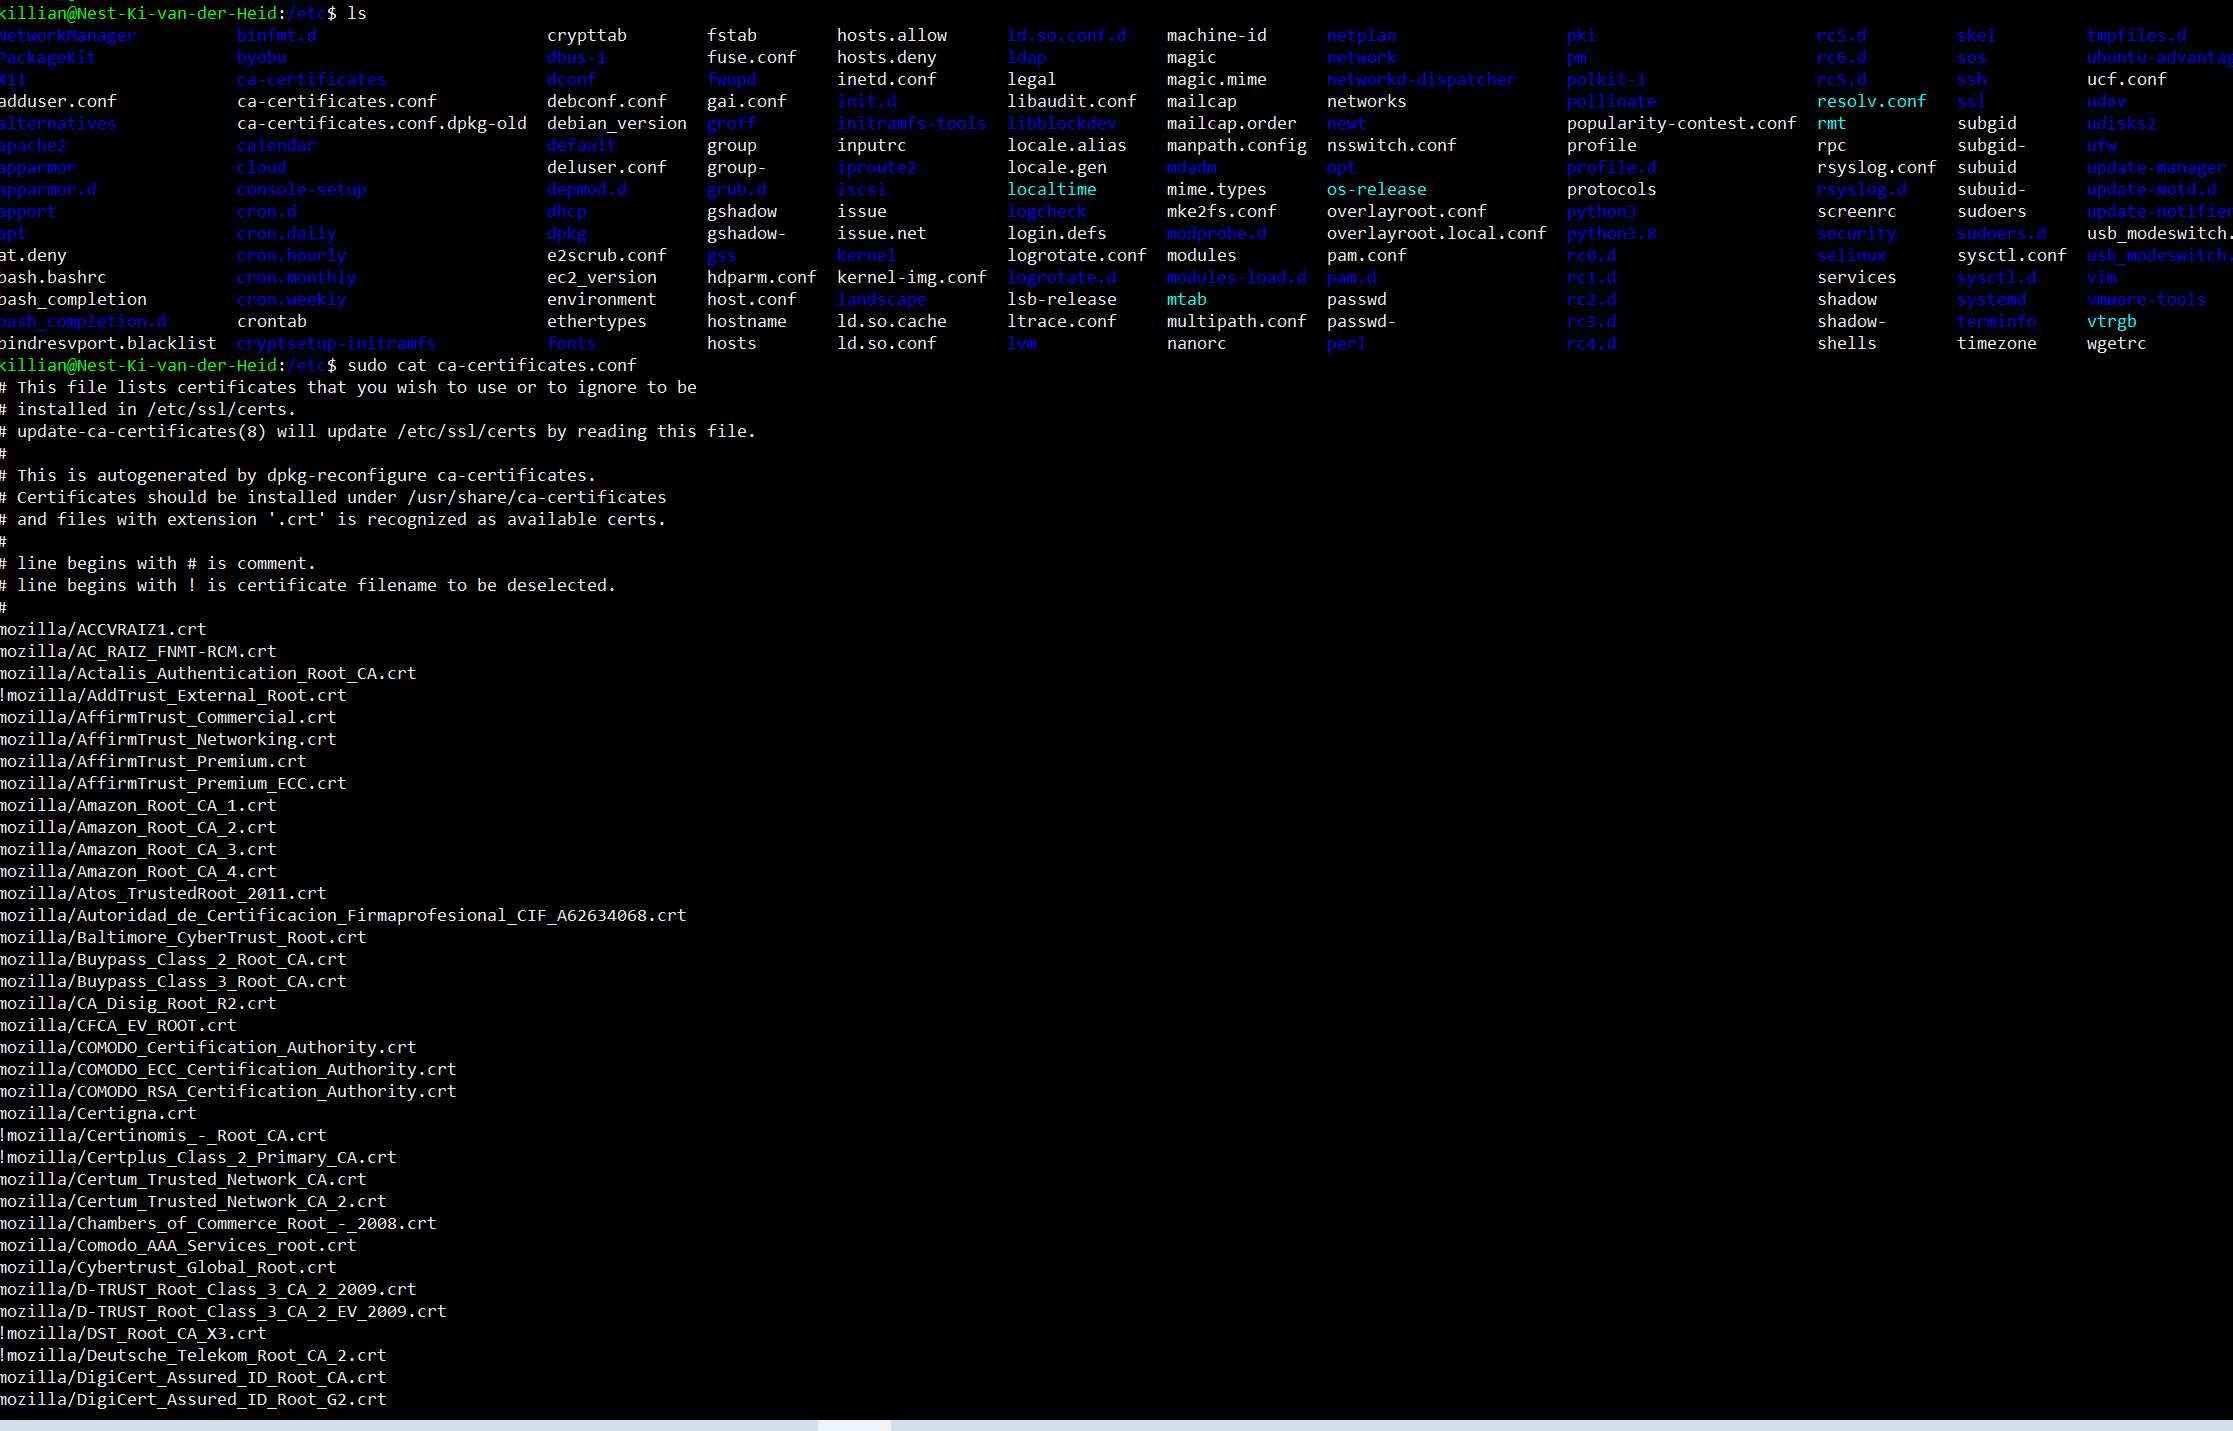 killian@Nest-Ki-van-der-Heid:/etc$ ls
NetworkManager binfmt.d crypttab fstab hosts.allow ld.so.conf.d machine-id netplan pki rc5.d skel tmpfiles.d
PackageKit byobu dbus-1 fuse.conf hosts.deny ldap magic network pm rc6.d sos ubuntu-advantag
X11 ca-certificates dconf fwupd inetd.conf legal magic.mime networkd-dispatcher polkit-1 rcS.d ssh ucf.conf
adduser.conf ca-certificates.conf debconf.conf gai.conf init.d libaudit.conf mailcap networks pollinate resolv.conf ssl udev
alternatives ca-certificates.conf.dpkg-old debian_version groff initramfs-tools libblockdev mailcap.order newt popularity-contest.conf rmt subgid udisks2
apache2 calendar default group inputrc locale.alias manpath.config nsswitch.conf profile rpc subgid- ufw
apparmor cloud deluser.conf group- iproute2 locale.gen mdadm opt profile.d rsyslog.conf subuid update-manager
apparmor.d console-setup depmod.d grub.d iscsi localtime mime.types os-release protocols rsyslog.d subuid- update-motd.d
apport cron.d dhcp gshadow issue logcheck mke2fs.conf overlayroot.conf python3 screenrc sudoers update-notifier
apt cron.daily dpkg gshadow- issue.net login.defs modprobe.d overlayroot.local.conf python3.8 security sudoers.d usb_modeswitch.
at.deny cron.hourly e2scrub.conf gss kernel logrotate.conf modules pam.conf rc0.d selinux sysctl.conf usb_modeswitch.
bash.bashrc cron.monthly ec2_version hdparm.conf kernel-img.conf logrotate.d modules-load.d pam.d rc1.d services sysctl.d vim
bash_completion cron.weekly environment host.conf landscape lsb-release mtab passwd rc2.d shadow systemd vmware-tools
bash_completion.d crontab ethertypes hostname ld.so.cache ltrace.conf multipath.conf passwd- rc3.d shadow- terminfo vtrgb
bindresvport.blacklist cryptsetup-initramfs fonts hosts ld.so.conf lvm nanorc perl rc4.d shells timezone wgetrc
killian@Nest-Ki-van-der-Heid:/etc$ sudo cat ca-certificates.conf
# This file lists certificates that you wish to use or to ignore to be
# installed in /etc/ssl/certs.
# update-ca-certificates(8) will update /etc/ssl/certs by reading this file.
#
# This is autogenerated by dpkg-reconfigure ca-certificates.
# Certificates should be installed under /usr/share/ca-certificates
# and files with extension '.crt' is recognized as available certs.
#
# line begins with # is comment.
# line begins with ! is certificate filename to be deselected.
#
mozilla/ACCVRAIZ1.crt
mozilla/AC_RAIZ_FNMT-RCM.crt
mozilla/Actalis_Authentication_Root_CA.crt
!mozilla/AddTrust_External_Root.crt
mozilla/AffirmTrust_Commercial.crt
mozilla/AffirmTrust_Networking.crt
mozilla/AffirmTrust_Premium.crt
mozilla/AffirmTrust_Premium_ECC.crt
mozilla/Amazon_Root_CA_1.crt
mozilla/Amazon_Root_CA_2.crt
mozilla/Amazon_Root_CA_3.crt
mozilla/Amazon_Root_CA_4.crt
mozilla/Atos_TrustedRoot_2011.crt
mozilla/Autoridad_de_Certificacion_Firmaprofesional_CIF_A62634068.crt
mozilla/Baltimore_CyberTrust_Root.crt
mozilla/Buypass_Class_2_Root_CA.crt
mozilla/Buypass_Class_3_Root_CA.crt
mozilla/CA_Disig_Root_R2.crt
mozilla/CFCA_EV_ROOT.crt
mozilla/COMODO_Certification_Authority.crt
mozilla/COMODO_ECC_Certification_Authority.crt
mozilla/COMODO_RSA_Certification_Authority.crt
mozilla/Certigna.crt
!mozilla/Certinomis_-_Root_CA.crt
!mozilla/Certplus_Class_2_Primary_CA.crt
mozilla/Certum_Trusted_Network_CA.crt
mozilla/Certum_Trusted_Network_CA_2.crt
mozilla/Chambers_of_Commerce_Root_-_2008.crt
mozilla/Comodo_AAA_Services_root.crt
mozilla/Cybertrust_Global_Root.crt
mozilla/D-TRUST_Root_Class_3_CA_2_2009.crt
mozilla/D-TRUST_Root_Class_3_CA_2_EV_2009.crt
!mozilla/DST_Root_CA_X3.crt
!mozilla/Deutsche_Telekom_Root_CA_2.crt
mozilla/DigiCert_Assured_ID_Root_CA.crt
mozilla/DigiCert_Assured_ID_Root_G2.crt